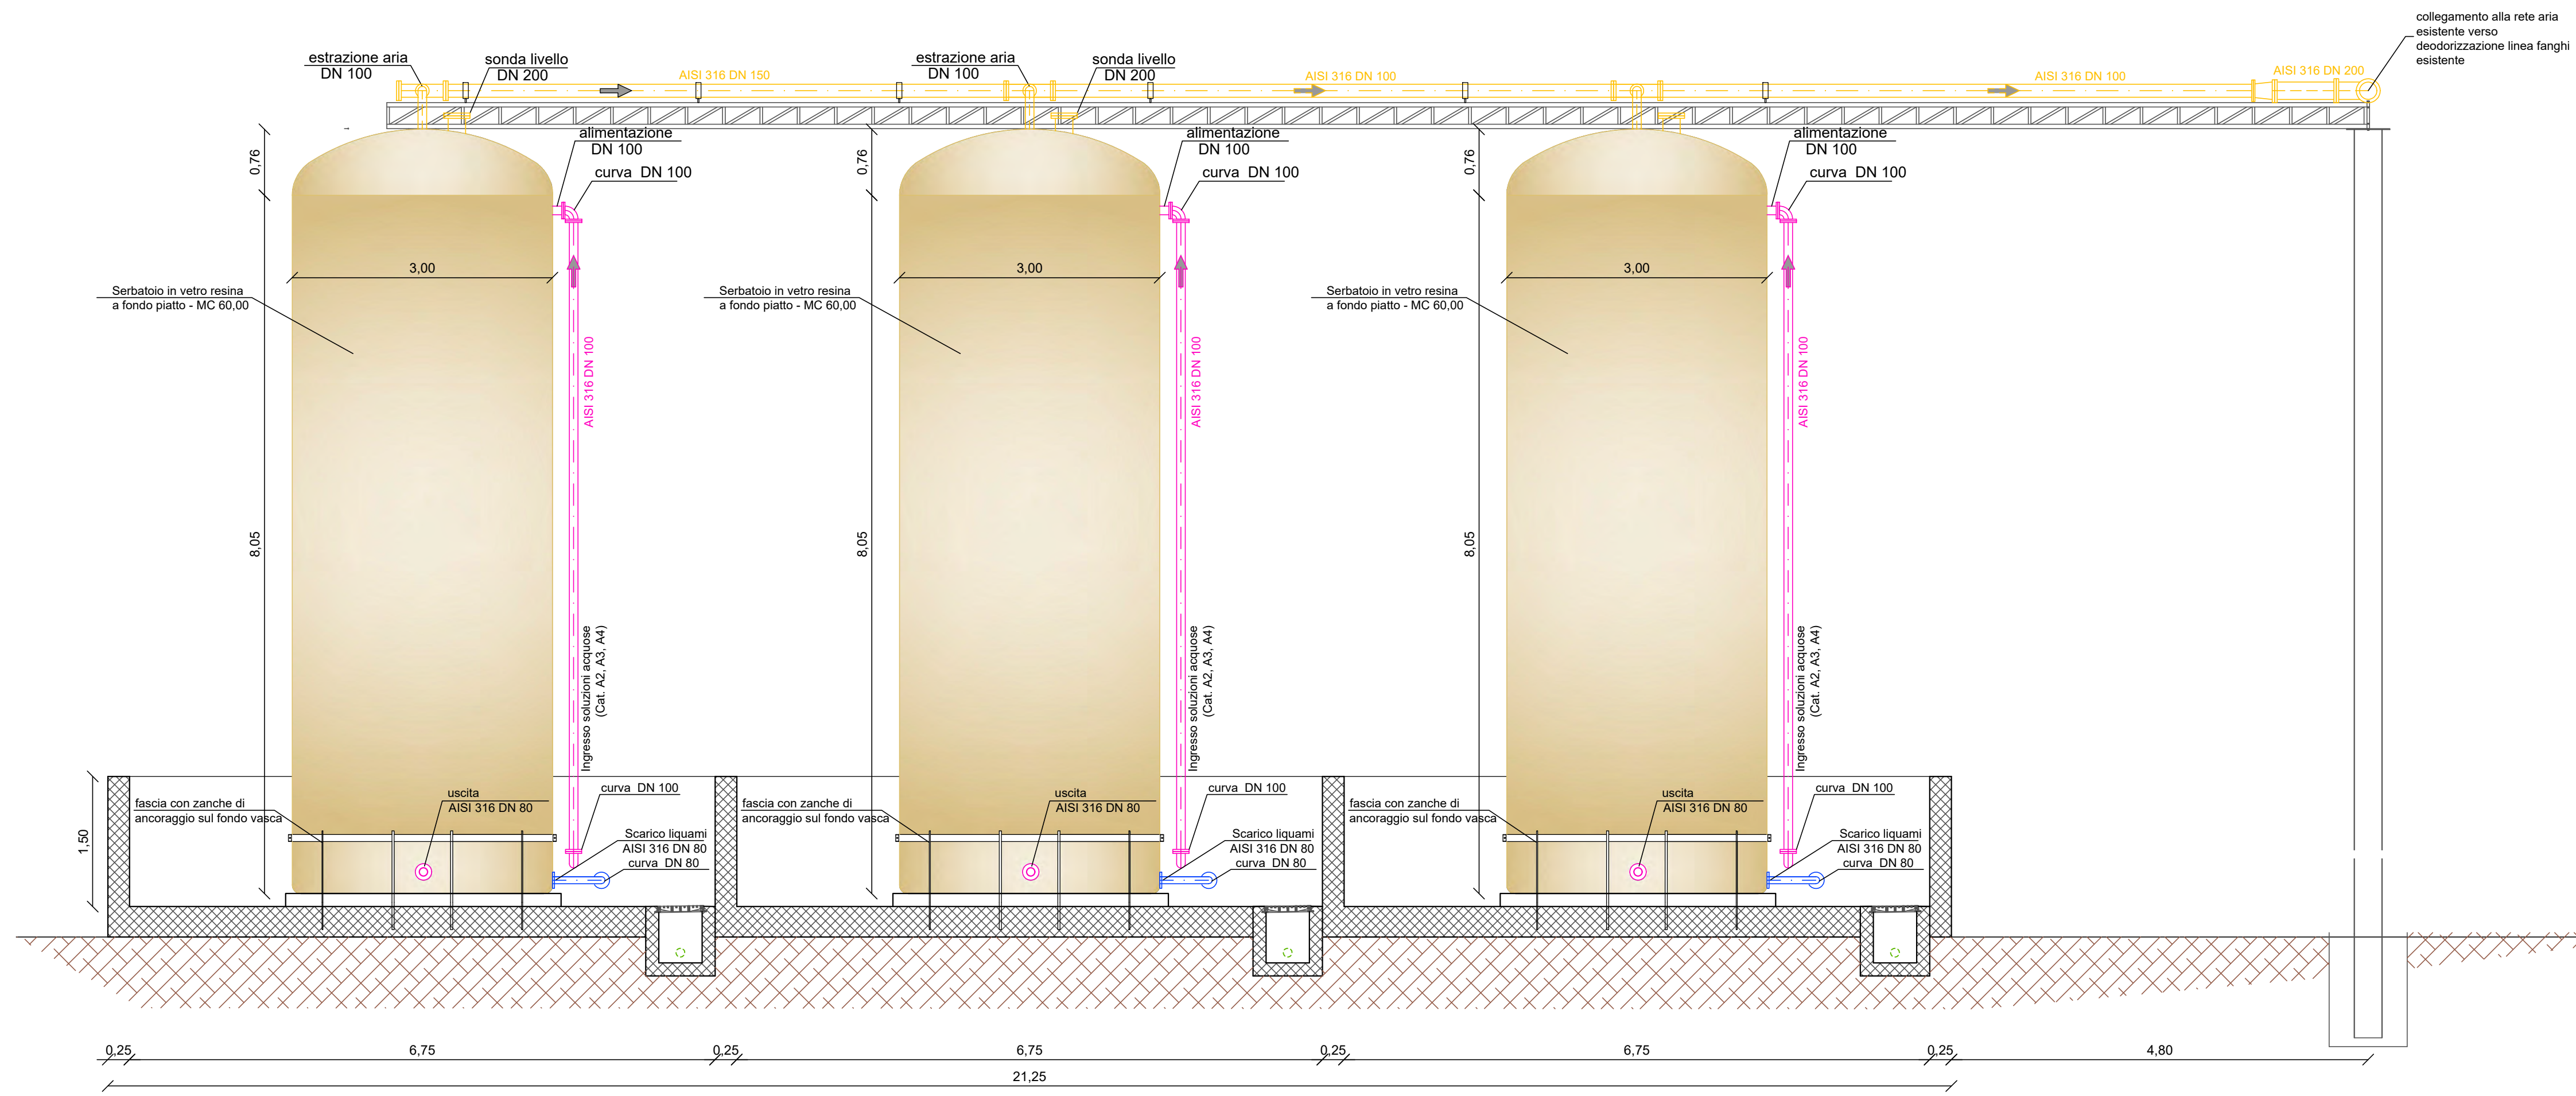 collegamento alla rete aria
esistente verso
deodorizzazione linea fanghi
esistente
estrazione aria
DN 100
sonda livello
DN 200
AISI 316 DN 150
estrazione aria
DN 100
sonda livello
DN 200
AISI 316 DN 100
AISI 316 DN 100
AISI 316 DN 200
alimentazione
DN 100
curva DN 100
alimentazione
DN 100
curva DN 100
alimentazione
DN 100
curva DN 100
0,76
0,76
0,76
3,00
3,00
3,00
Serbatoio in vetro resina
a fondo piatto - MC 60,00
Serbatoio in vetro resina
a fondo piatto - MC 60,00
Serbatoio in vetro resina
a fondo piatto - MC 60,00
AISI 316 DN 100
AISI 316 DN 100
AISI 316 DN 100
8,05
8,05
8,05
Ingresso soluzioni acquose
(Cat. A2, A3, A4)
Ingresso soluzioni acquose
(Cat. A2, A3, A4)
Ingresso soluzioni acquose
(Cat. A2, A3, A4)
1,50
fascia con zanche di
ancoraggio sul fondo vasca
uscita
AISI 316 DN 80
curva DN 100
Scarico liquami
AISI 316 DN 80
curva DN 80
fascia con zanche di
ancoraggio sul fondo vasca
uscita
AISI 316 DN 80
curva DN 100
Scarico liquami
AISI 316 DN 80
curva DN 80
fascia con zanche di
ancoraggio sul fondo vasca
uscita
AISI 316 DN 80
curva DN 100
Scarico liquami
AISI 316 DN 80
curva DN 80
0,25
6,75
0,25
6,75
0,25
6,75
0,25
4,80
21,25